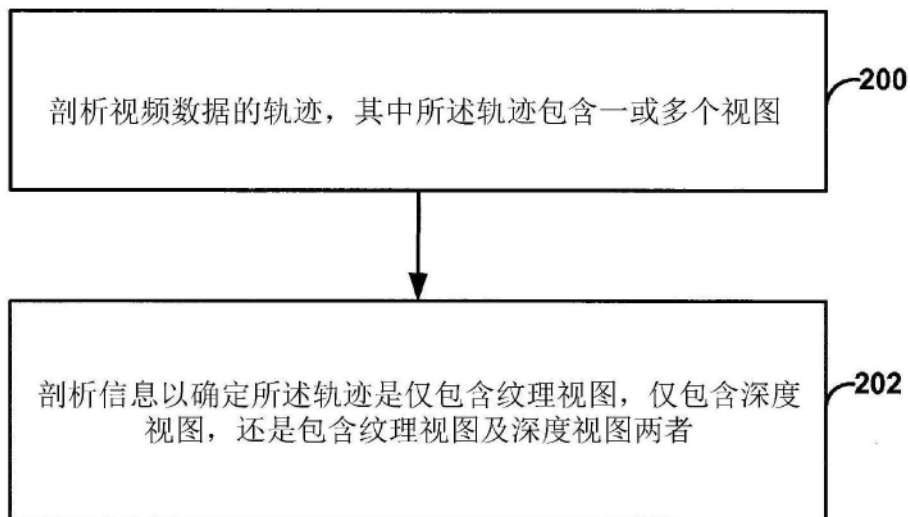 剖析视频数据的轨迹，其中所述轨迹包含一或多个视图
200
剖析信息以确定所述轨迹是仅包含纹理视图，仅包含深度
视图，还是包含纹理视图及深度视图两者
202